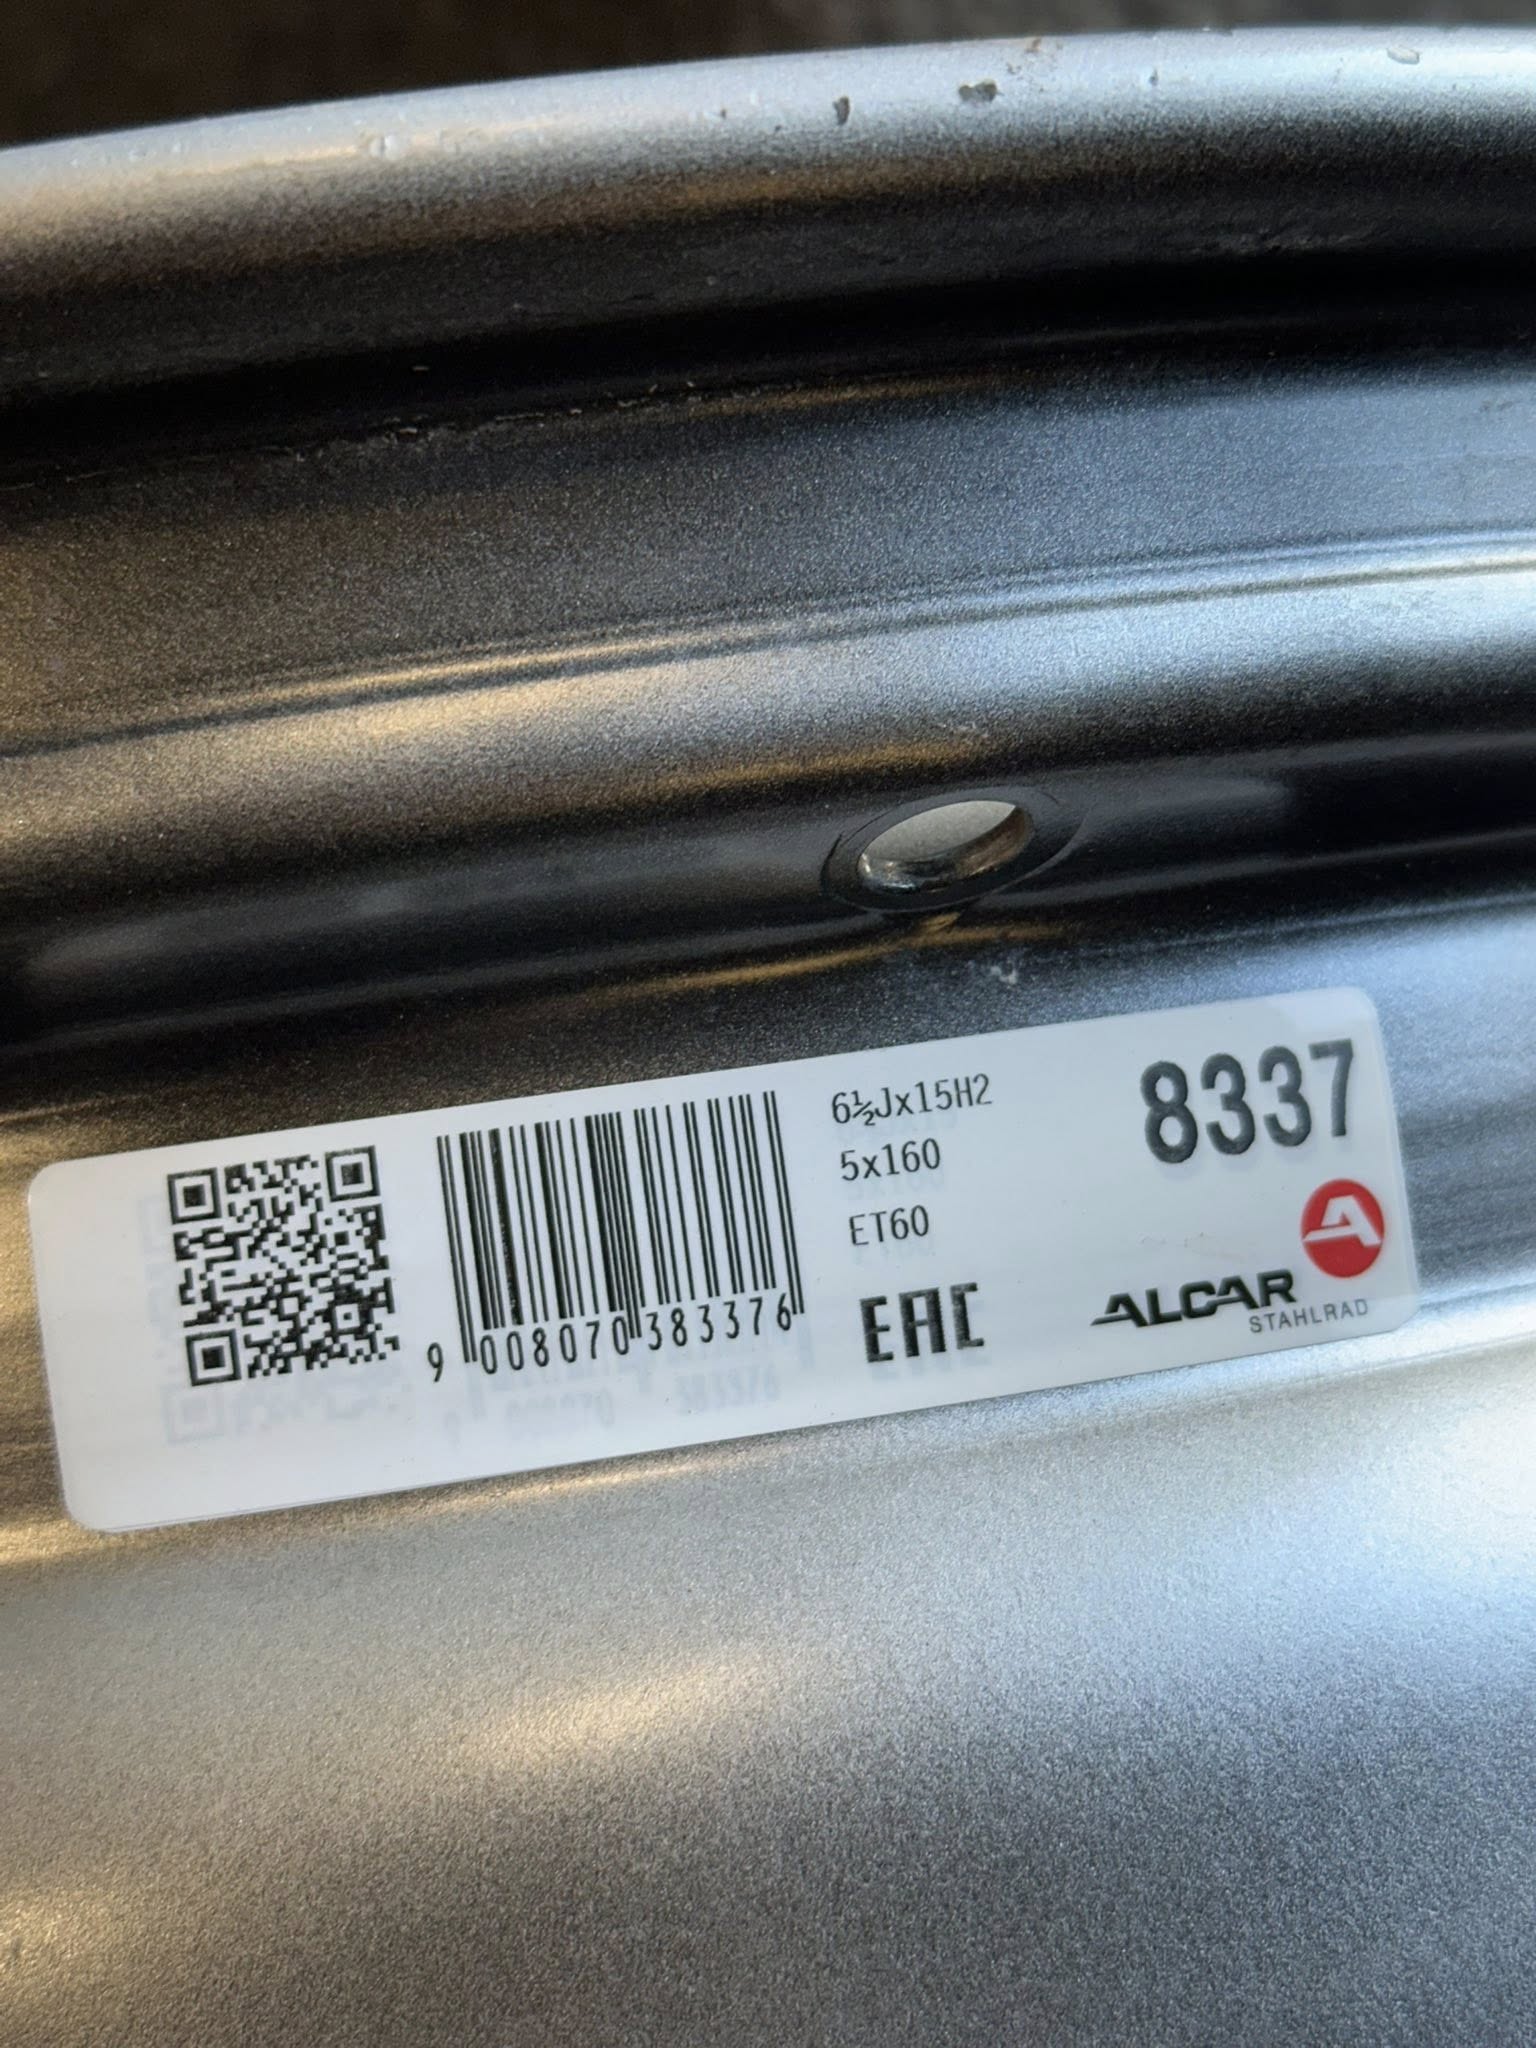 6½Jx15H2
5x160
ET60
EAC
8337
ALCAR
STAHLRAD
9 008070 383376